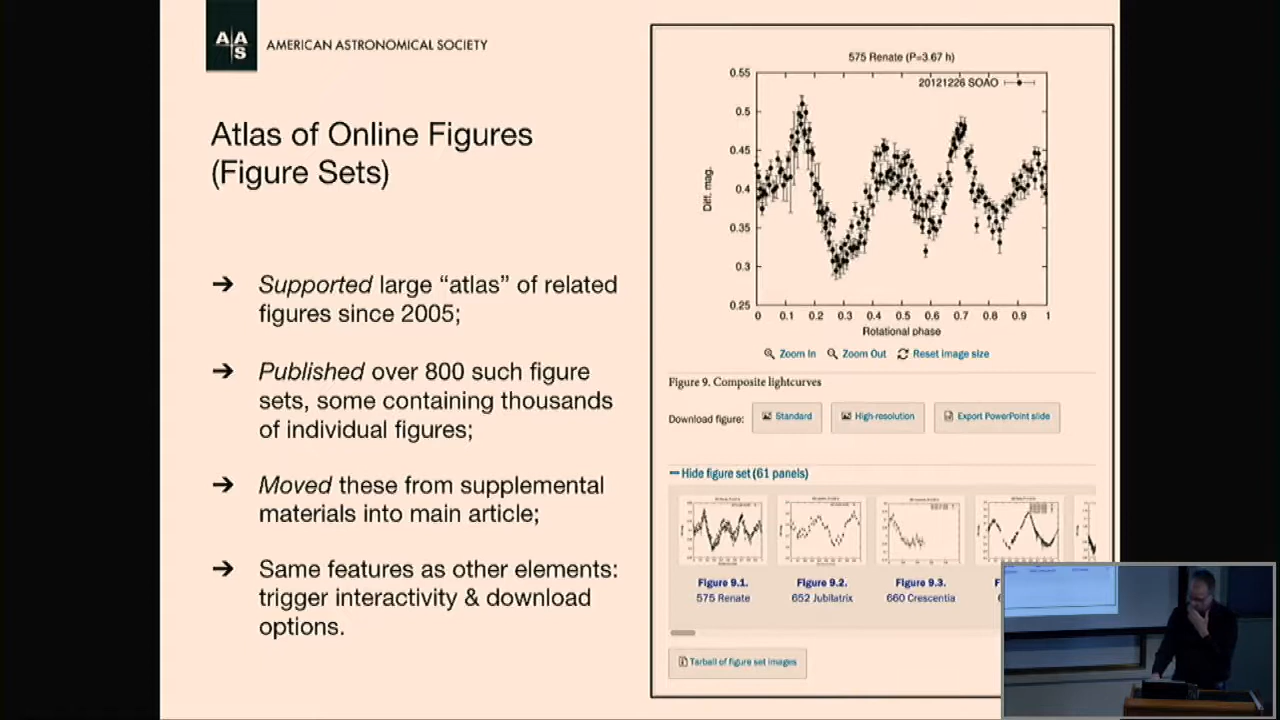 AAS
AMERICAN ASTRONOMICAL SOCIETY
Atlas of Online Figures
(Figure Sets)
➔ Supported large “atlas” of related
figures since 2005;
➔ Published over 800 such figure
sets, some containing thousands
of individual figures;
➔ Moved these from supplemental
materials into main article;
➔ Same features as other elements:
trigger interactivity & download
options.
575 Renate (P=3.67 h)
20121226 SOAO
0.55
0.5
0.45
0.4
0.35
0.3
0.25
Diff. mag.
0 0.1 0.2 0.3 0.4 0.5 0.6 0.7 0.8 0.9 1
Rotational phase
Zoom In Zoom Out Reset image size
Figure 9. Composite lightcurves
Download figure: Standard High-resolution Export PowerPoint slide
Hide figure set (61 panels)
Figure 9.1. Figure 9.2. Figure 9.3.
575 Renate 652 Jubilatrix 660 Crescentia
Tarball of figure set images